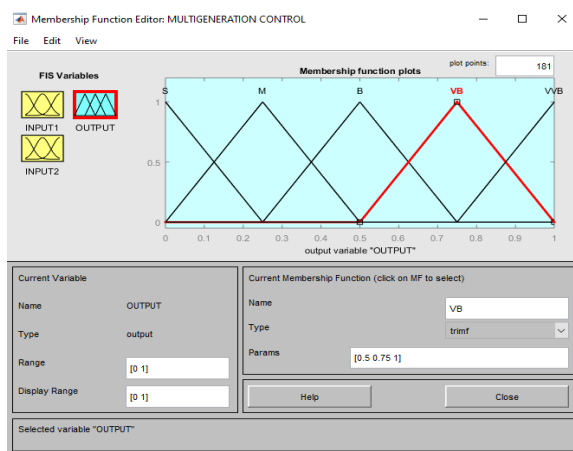 Membership Function Editor: MULTIGENERATION CONTROL
File Edit View
FIS Variables
INPUT1 OUTPUT
INPUT2
Membership function plots
plot points: 181
S M B VB VVB
1
0.5
0
0 0.1 0.2 0.3 0.4 0.5 0.6 0.7 0.8 0.9 1
output variable "OUTPUT"
Current Variable
Name OUTPUT
Type output
Range [0 1]
Display Range [0 1]
Current Membership Function (click on MF to select)
Name VB
Type trimf
Params [0.5 0.75 1]
Help Close
Selected variable "OUTPUT"